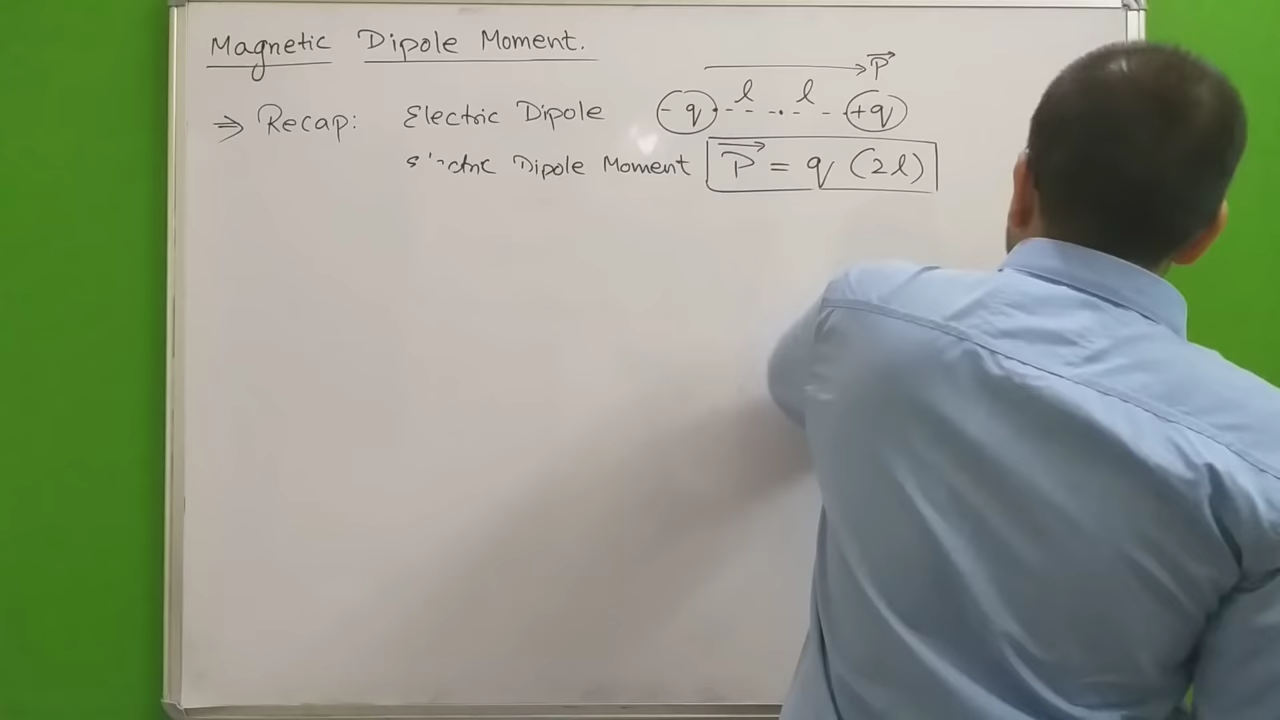 Magnetic Dipole Moment.
P⃗
l l
⇒ Recap: Electric Dipole -q +q
Dipole Moment P⃗ = q (2l)